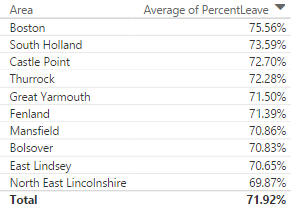 Area Average of PercentLeave
Boston 75.56%
South Holland 73.59%
Castle Point 72.70%
Thurrock 72.28%
Great Yarmouth 71.50%
Fenland 71.39%
Mansfield 70.86%
Bolsover 70.83%
East Lindsey 70.65%
North East Lincolnshire 69.87%
Total 71.92%